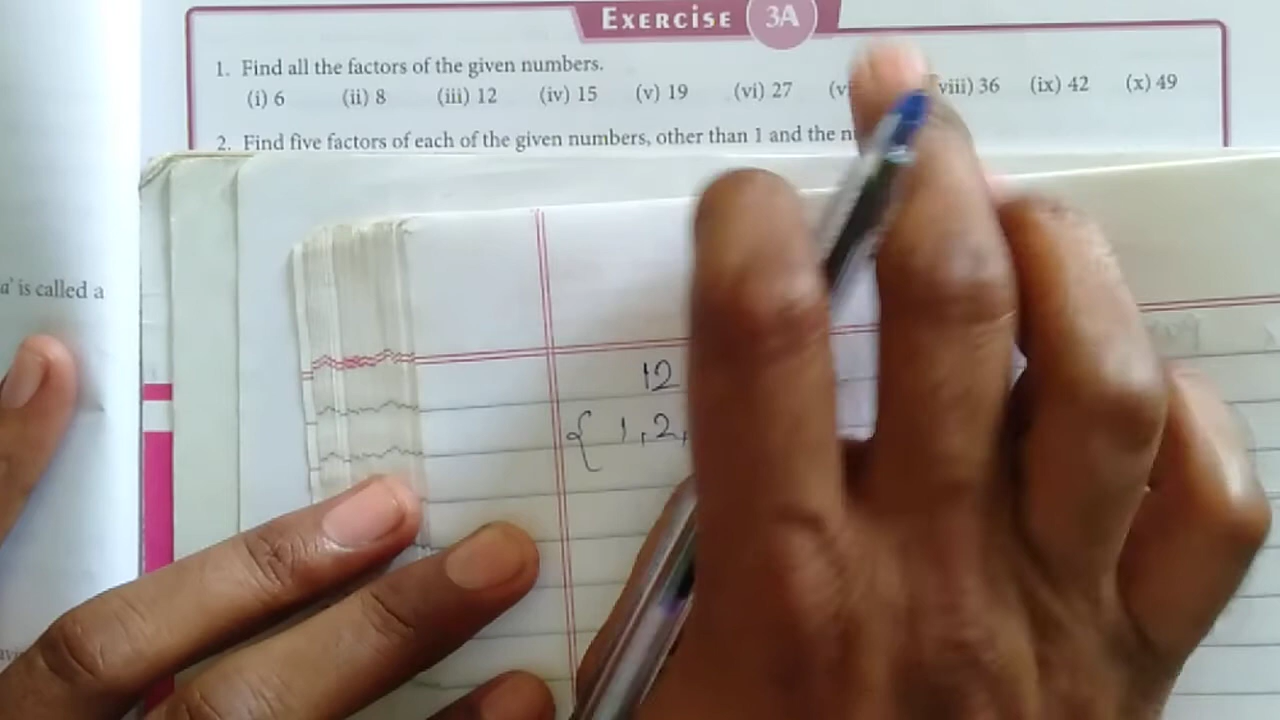 EXERCISE 3A
1. Find all the factors of the given numbers.
(i) 6 (ii) 8 (iii) 12 (iv) 15 (v) 19 (vi) 27 viii) 36 (ix) 42 (x) 49
2. Find five factors of each of the given numbers, other than 1 and the
a' is called a
12
{ 1,2,